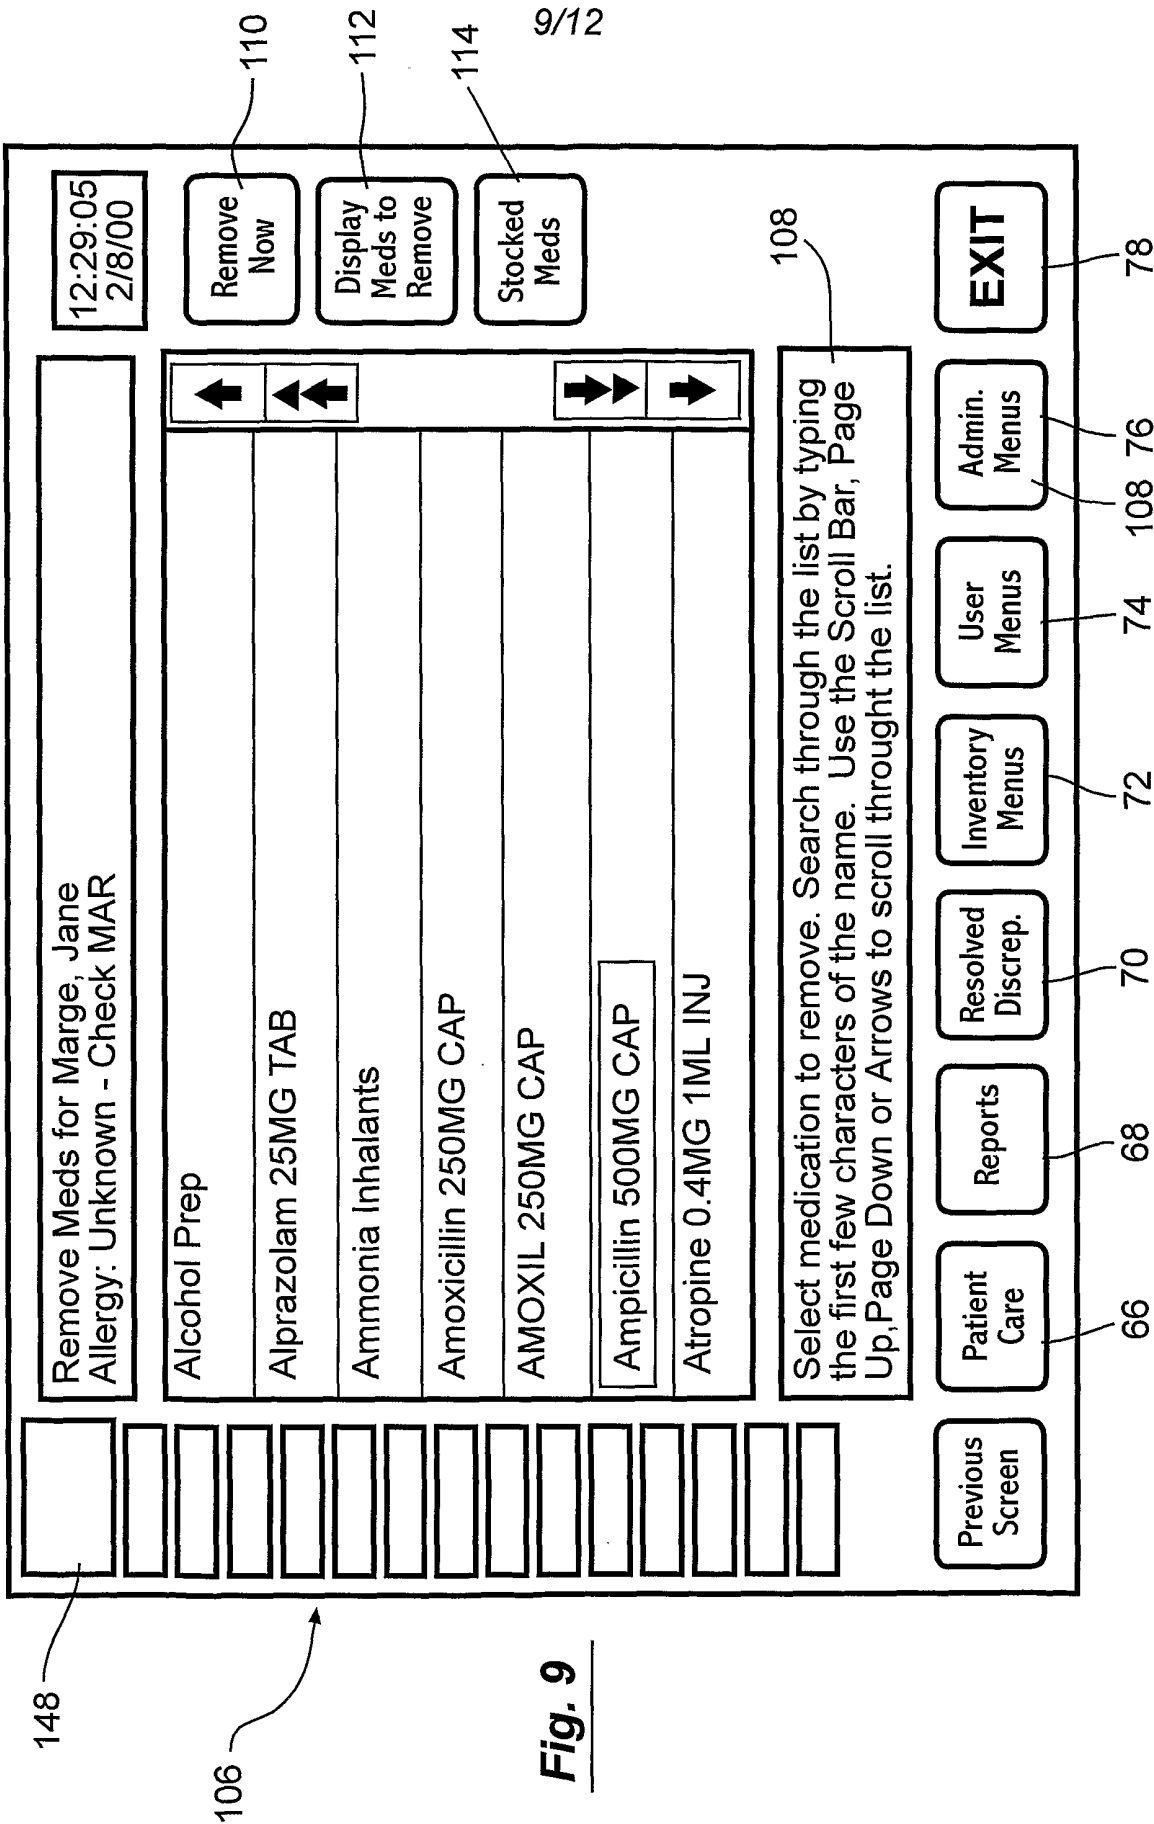 9/12
148
106
Remove Meds for Marge, Jane
Allergy: Unknown - Check MAR
12:29:05
2/8/00
Alcohol Prep
Alprazolam 25MG TAB
Ammonia Inhalants
Amoxicillin 250MG CAP
AMOXIL 250MG CAP
Ampicillin 500MG CAP
Atropine 0.4MG 1ML INJ
Remove
Now
110
Display
Meds to
Remove
112
Stocked
Meds
114
Select medication to remove. Search through the list by typing
the first few characters of the name. Use the Scroll Bar, Page
Up,Page Down or Arrows to scroll throught the list.
108
Previous
Screen
Patient
Care
Reports
Resolved
Discrep.
Inventory
Menus
User
Menus
Admin.
Menus
EXIT
66
68
70
72
74
108
76
78
Fig. 9